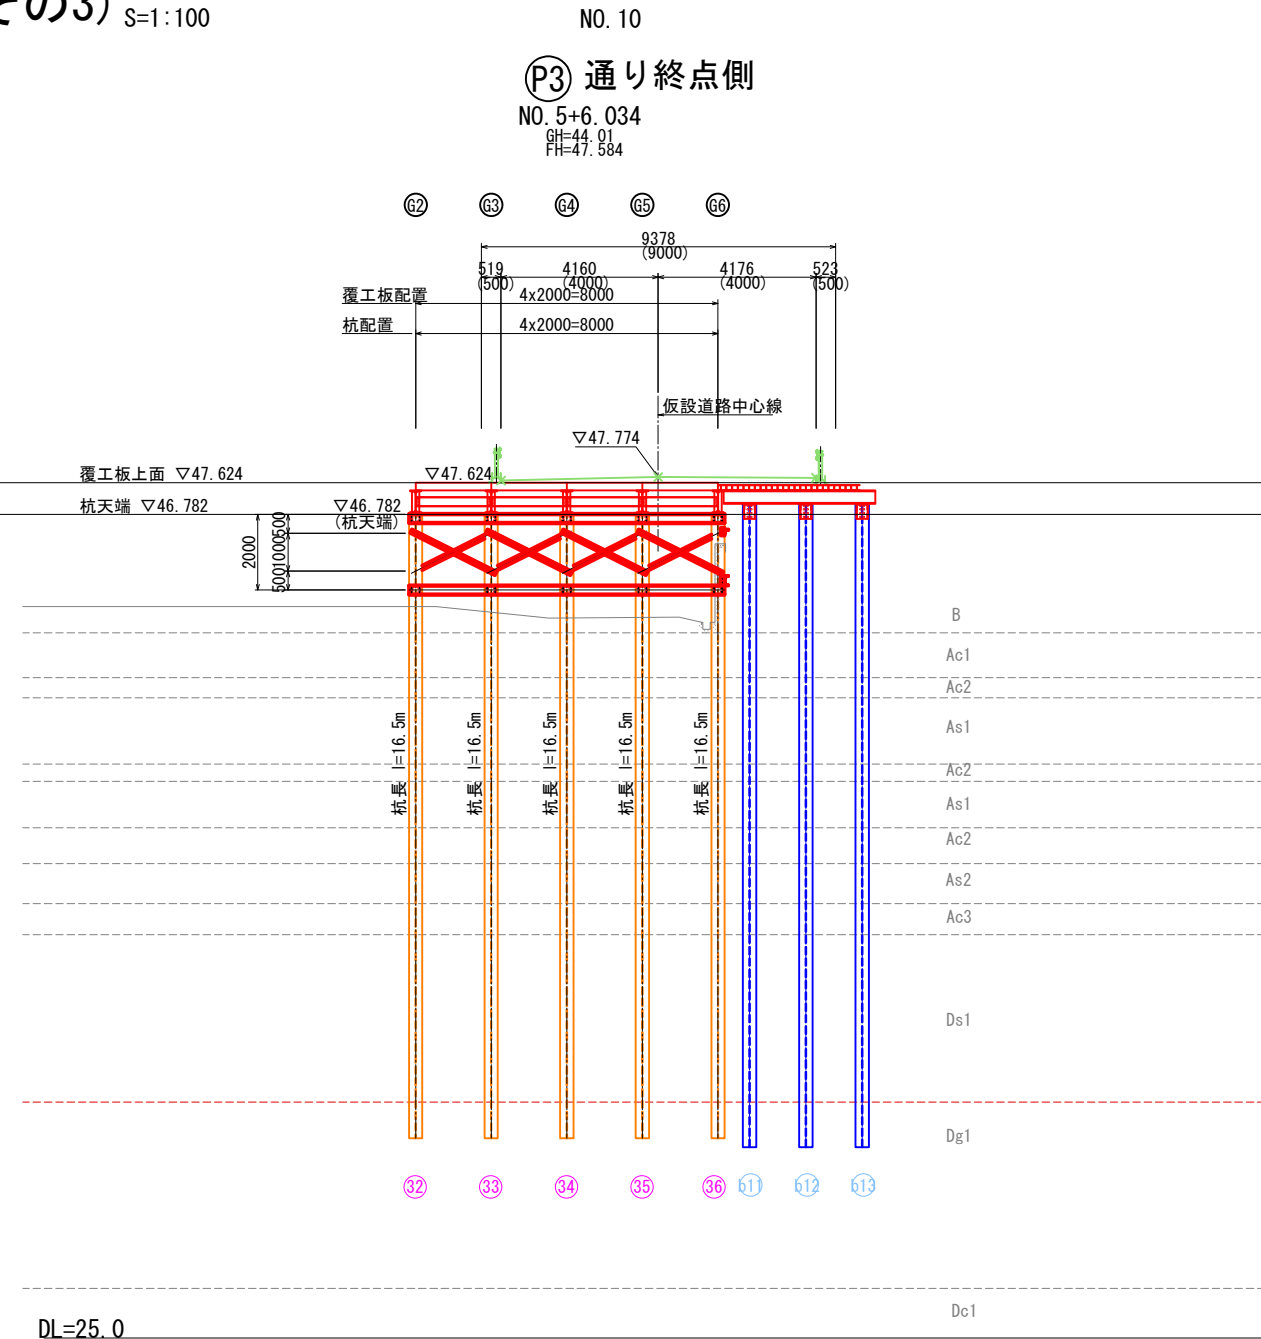 その3) S=1:100
NO.10
P3 通り終点側
NO.5+6.034
GH=44.01
FH=47.584
G2 G3 G4 G5 G6
9378
(9000)
519 4160 4176 523
(500) (4000) (4000) (500)
覆工板配置 4x2000=8000
杭配置 4x2000=8000
仮設道路中心線
▽47.774
覆工板上面 ▽47.624 ▽47.624
杭天端 ▽46.782 ▽46.782
(杭天端)
2000
500
1000
500
B
Ac1
Ac2
As1
Ac2
As1
Ac2
As2
Ac3
Ds1
Dg1
Dc1
杭長 l=16.5m
杭長 l=16.5m
杭長 l=16.5m
杭長 l=16.5m
杭長 l=16.5m
32 33 34 35 36 b11 b12 b13
DL=25.0